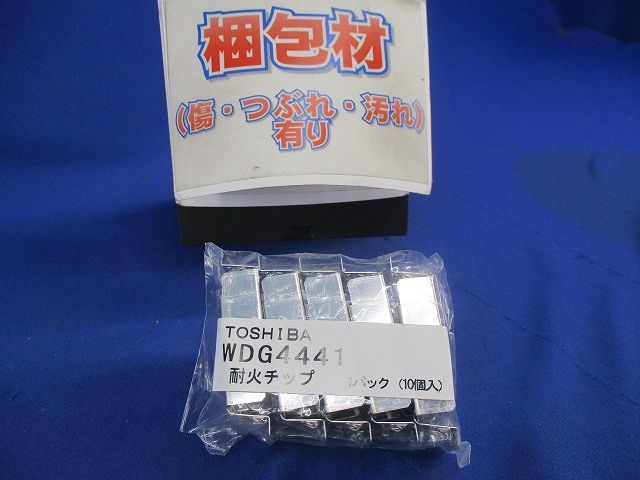 梱包材
(傷・つぶれ・汚れ)
有り
TOSHIBA
WDG4441
耐火チップ 1パック (10個入)